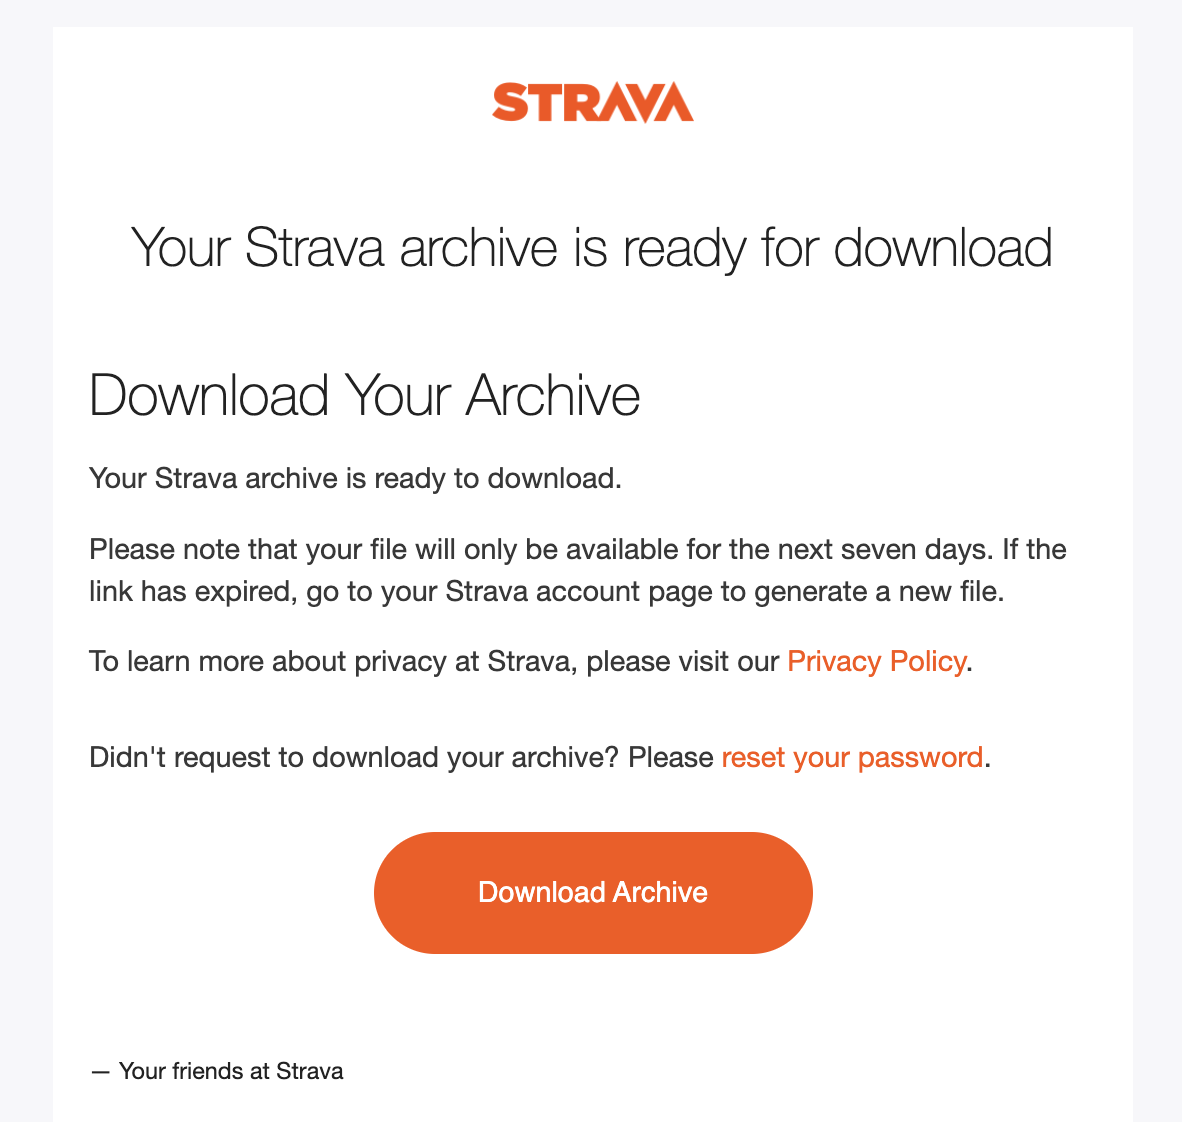 STRAVA
Your Strava archive is ready for download
Download Your Archive
Your Strava archive is ready to download.
Please note that your file will only be available for the next seven days. If the
link has expired, go to your Strava account page to generate a new file.
To learn more about privacy at Strava, please visit our Privacy Policy.
Didn't request to download your archive? Please reset your password.
Download Archive
— Your friends at Strava